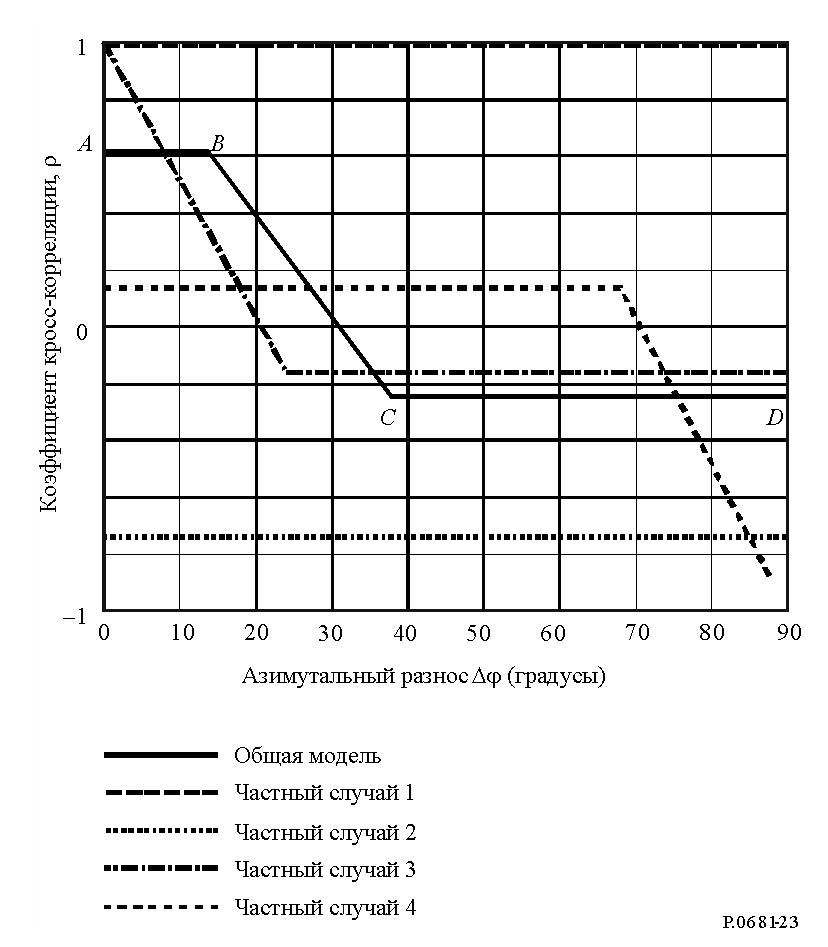 1
A
B
Коэффициент кросс-корреляции, ρ
0
C
D
–1
0 10 20 30 40 50 60 70 80 90
Азимутальный разнос Δφ (градусы)
Общая модель
Частный случай 1
Частный случай 2
Частный случай 3
Частный случай 4
P.0681-23